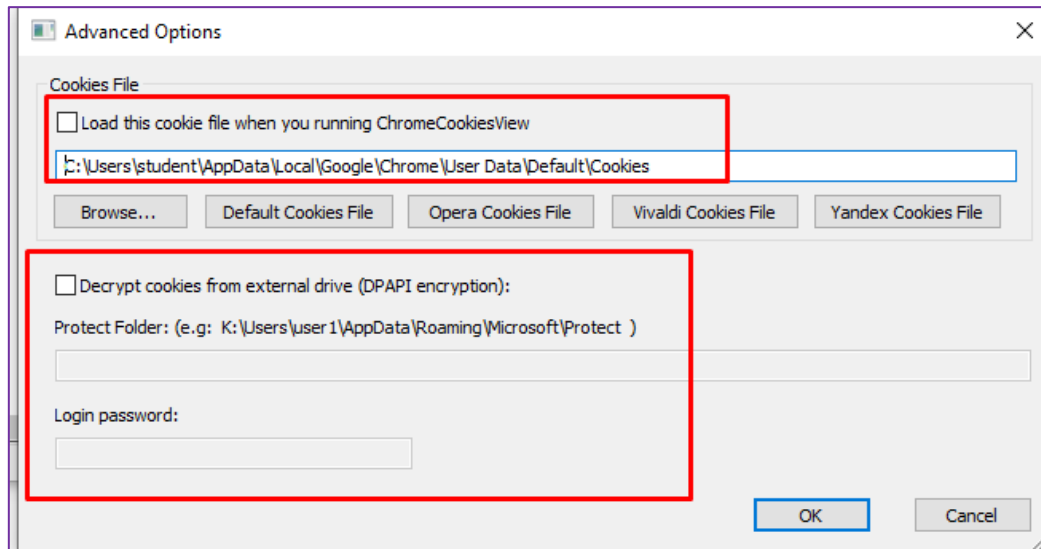 Advanced Options
Cookies File
Load this cookie file when you running ChromeCookiesView
C:\Users\student\AppData\Local\Google\Chrome\User Data\Default\Cookies
Browse... Default Cookies File Opera Cookies File Vivaldi Cookies File Yandex Cookies File
Decrypt cookies from external drive (DPAPI encryption):
Protect Folder: (e.g: K:\Users\user1\AppData\Roaming\Microsoft\Protect )
Login password:
OK Cancel